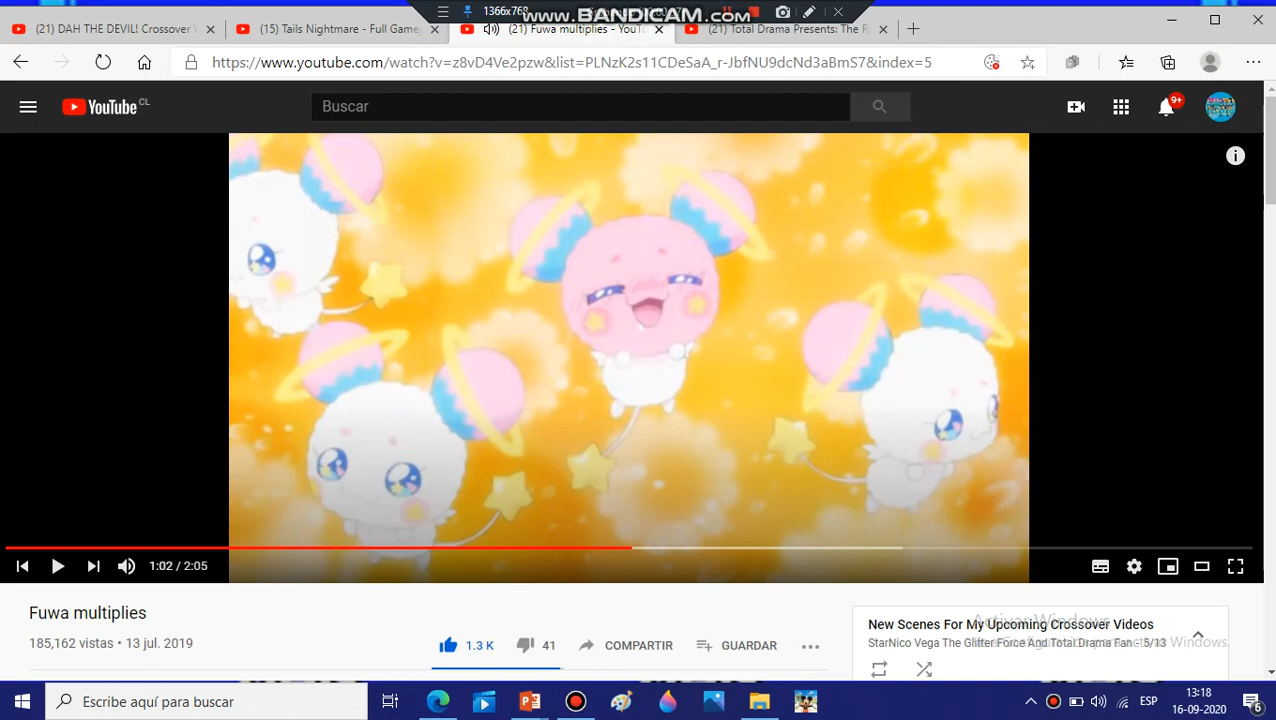 1366x768
www.BANDICAM.com
(21) DAH THE DEVIL! Crossover
(15) Tails Nightmare - Full Game
(21) Fuwa multiplies - YouT
(21) Total Drama Presents: The R
https://www.youtube.com/watch?v=z8vD4Ve2pzw&list=PLNzK2s11CDeSaA_r-JbfNU9dcNd3aBmS7&index=5
YouTube CL
Buscar
9+
1:02 / 2:05
Fuwa multiplies
185,162 vistas • 13 jul. 2019
1.3 K
41
COMPARTIR
GUARDAR
New Scenes For My Upcoming Crossover Videos
StarNico Vega The Glitter Force And Total Drama Fan - 5/13
Activar Windows
Escribe aquí para buscar
ESP
13:18
16-09-2020
6